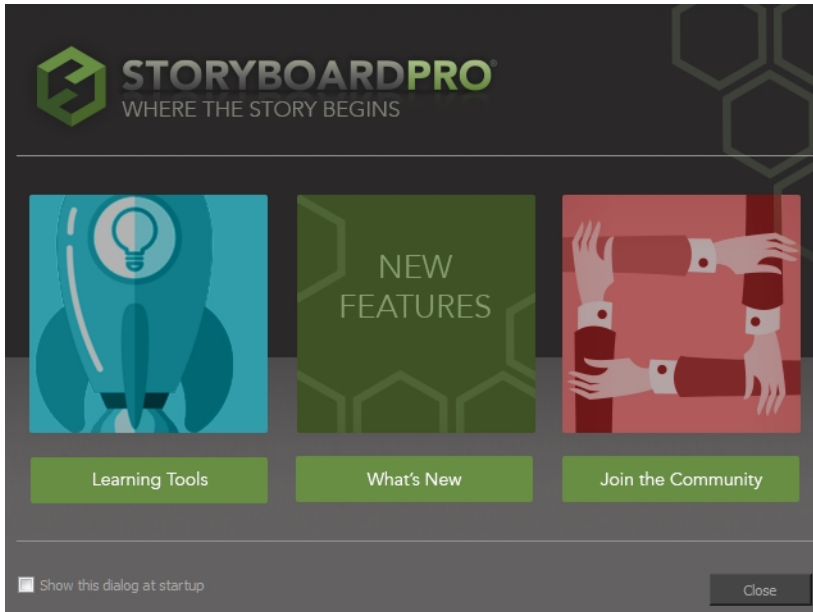 STORYBOARDPRO®
WHERE THE STORY BEGINS
NEW
FEATURES
Learning Tools
What's New
Join the Community
Show this dialog at startup
Close